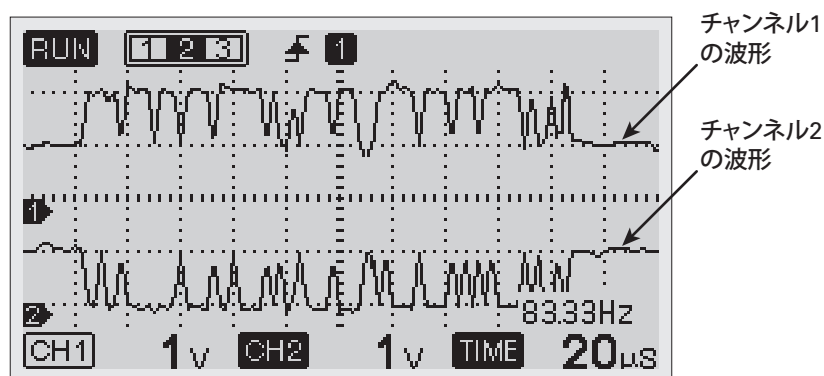 RUN 1 2 3 1
チャンネル1
の波形
チャンネル2
の波形
1
2
83.33Hz
CH1 1V CH2 1V TIME 20μS